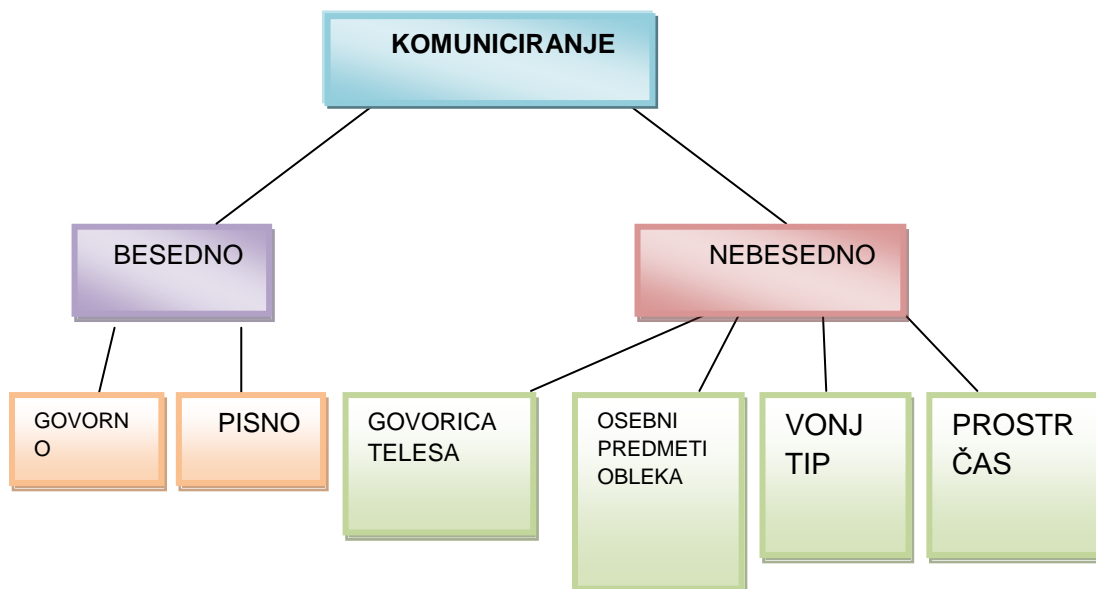 KOMUNICIRANJE
BESEDNO
NEBESEDNO
GOVORN
O
PISNO
GOVORICA
TELESA
OSEBNI
PREDMETI
OBLEKA
VONJ
TIP
PROSTR
ČAS